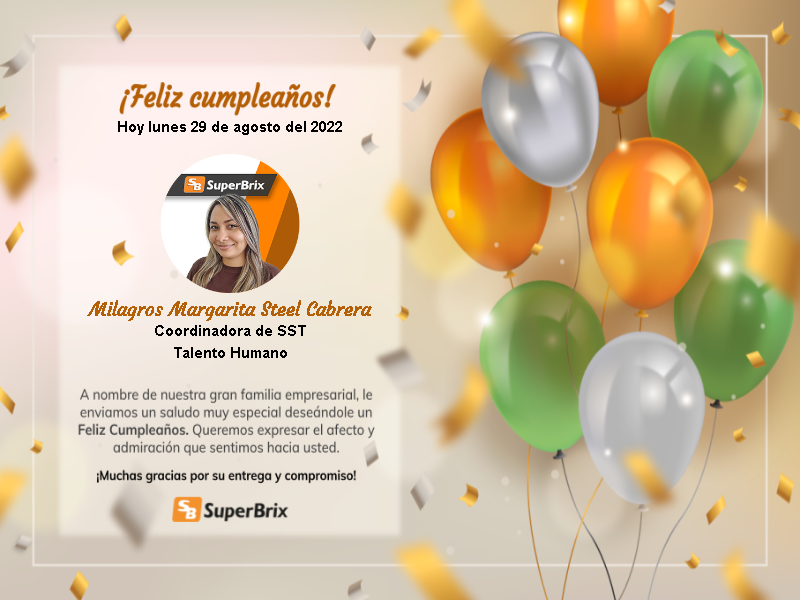 ¡Feliz cumpleaños!
Hoy lunes 29 de agosto del 2022
SB SuperBrix
Milagros Margarita Steel Cabrera
Coordinadora de SST
Talento Humano
A nombre de nuestra gran familia empresarial, le
enviamos un saludo muy especial deseándole un
Feliz Cumpleaños. Queremos expresar el afecto y
admiración que sentimos hacia usted.
¡Muchas gracias por su entrega y compromiso!
SB SuperBrix